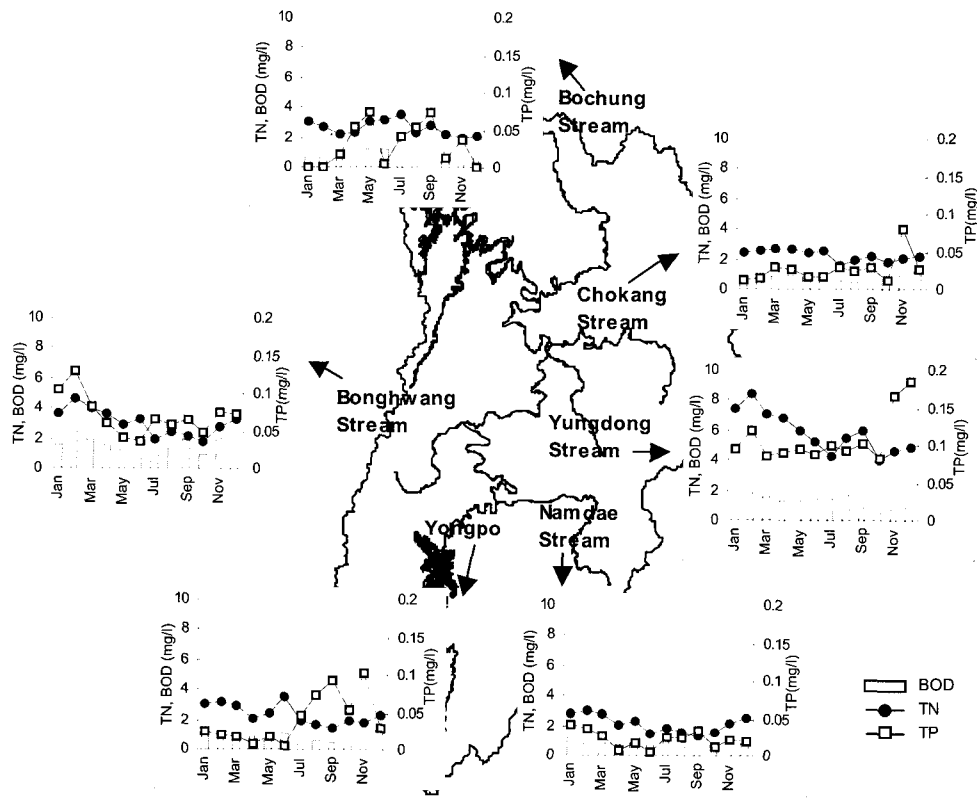 10
8
6
4
2
0
TN, BOD (mg/l)
Jan
Mar
May
Jul
Sep
Nov
0.2
0.15
0.1
0.05
0
TP(mg/l)
Bochung
Stream
10
8
6
4
2
0
TN, BOD (mg/l)
Jan
Mar
May
Jul
Sep
Nov
0.2
0.15
0.1
0.05
0
TP(mg/l)
Chokang
Stream
10
8
6
4
2
0
TN, BOD (mg/l)
Jan
Mar
May
Jul
Sep
Nov
0.2
0.15
0.1
0.05
0
TP(mg/l)
Bonghwang
Stream
10
8
6
4
2
0
TN, BOD (mg/l)
Jan
Mar
May
Jul
Sep
Nov
0.2
0.15
0.1
0.05
0
TP(mg/l)
Yungdong
Stream
Yongpo
Namdae
Stream
10
8
6
4
2
0
TN, BOD (mg/l)
Jan
Mar
May
Jul
Sep
Nov
0.2
0.15
0.1
0.05
0
TP(mg/l)
10
8
6
4
2
0
TN, BOD (mg/l)
Jan
Mar
May
Jul
Sep
Nov
0.2
0.15
0.1
0.05
0
TP(mg/l)
BOD
TN
TP